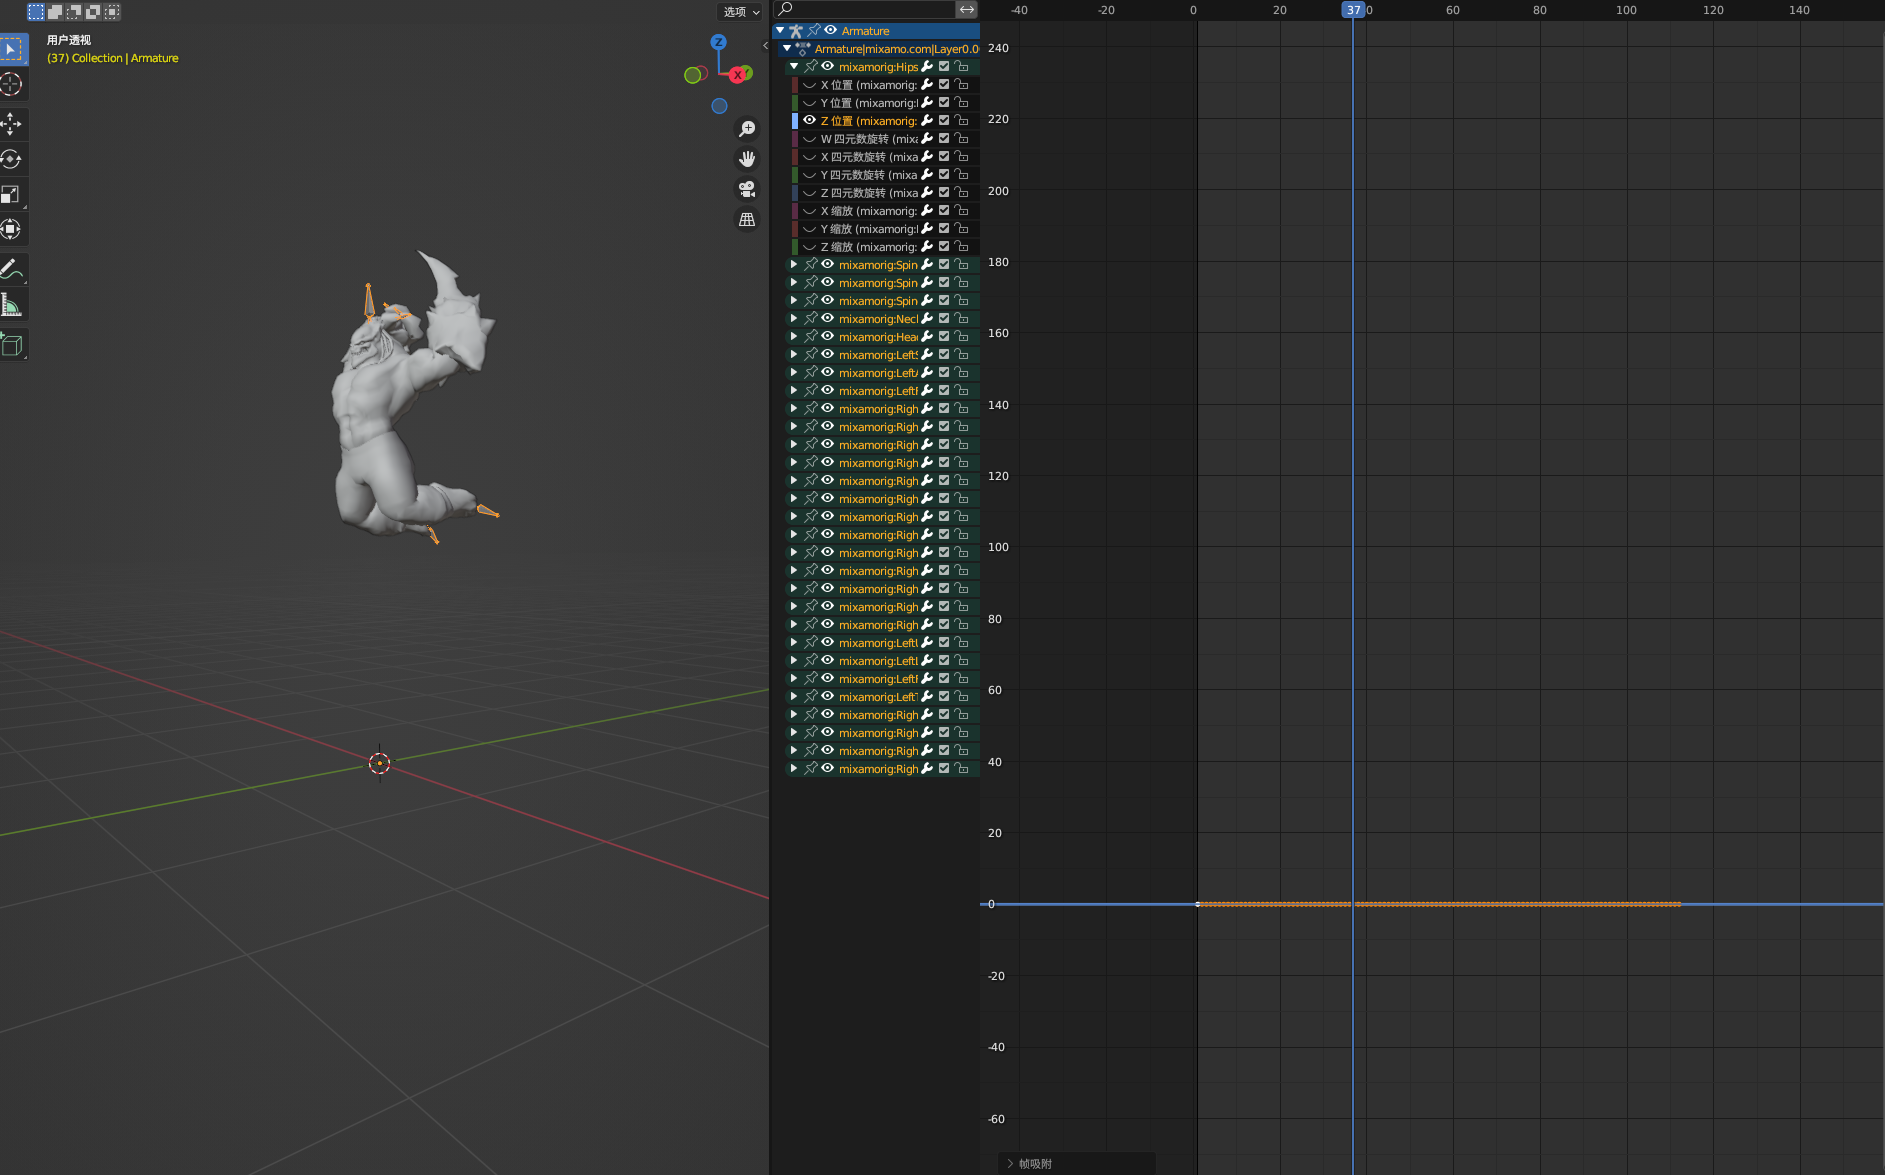 选项
用户透视
(37) Collection | Armature
Z
X
Y
Armature
Armature|mixamo.com|Layer0.0
mixamorig:Hips
X 位置 (mixamorig:
Y 位置 (mixamorig:
Z 位置 (mixamorig:
W 四元数旋转 (mixa
X 四元数旋转 (mixa
Y 四元数旋转 (mixa
Z 四元数旋转 (mixa
X 缩放 (mixamorig:
Y 缩放 (mixamorig:
Z 缩放 (mixamorig:
mixamorig:Spin
mixamorig:Spin
mixamorig:Spin
mixamorig:Necl
mixamorig:Hea
mixamorig:Left
mixamorig:Left
mixamorig:Left
mixamorig:Righ
mixamorig:Righ
mixamorig:Righ
mixamorig:Righ
mixamorig:Righ
mixamorig:Righ
mixamorig:Righ
mixamorig:Righ
mixamorig:Righ
mixamorig:Righ
mixamorig:Righ
mixamorig:Righ
mixamorig:Righ
mixamorig:Left
mixamorig:Left
mixamorig:Left
mixamorig:Left
mixamorig:Righ
mixamorig:Righ
mixamorig:Righ
mixamorig:Righ
-40 -20 0 20 37 0 60 80 100 120 140
240
220
200
180
160
140
120
100
80
60
40
20
0
-20
-40
-60
帧吸附